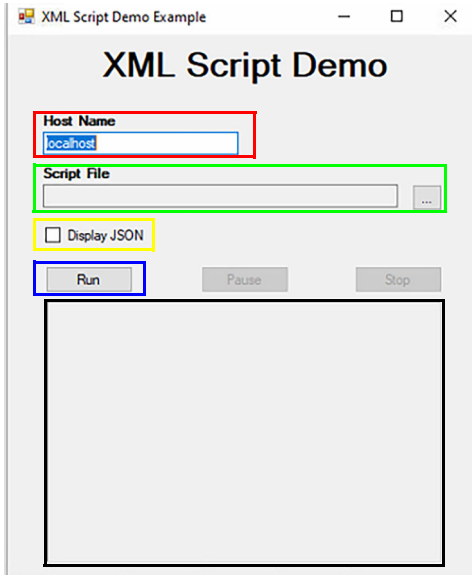 XML Script Demo Example
XML Script Demo
Host Name
localhost
Script File
...
Display JSON
Run Pause Stop